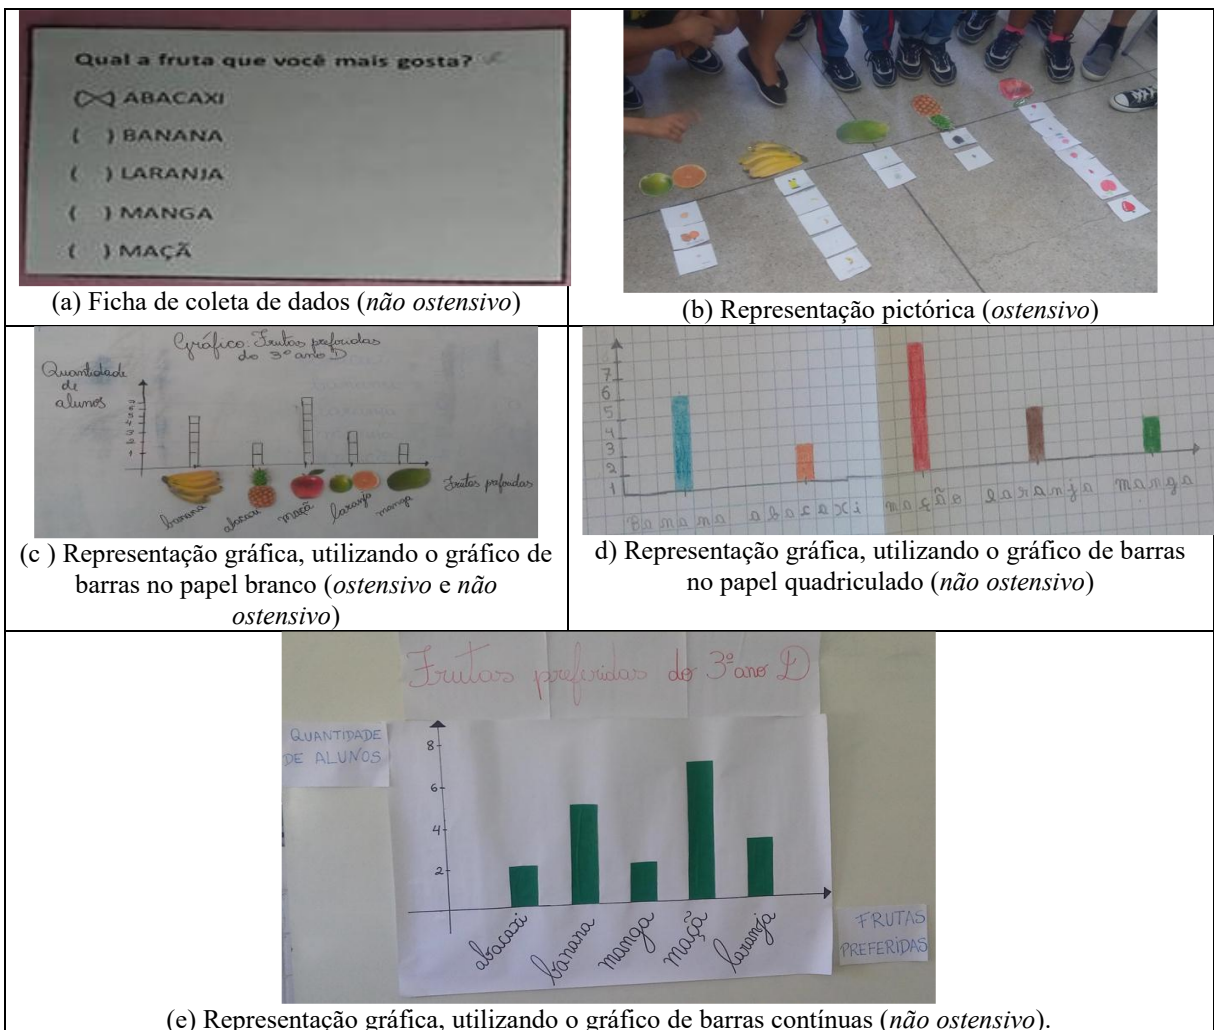 Qual a fruta que você mais gosta?
(X) ABACAXI
( ) BANANA
( ) LARANJA
( ) MANGA
( ) MAÇÃ
(a) Ficha de coleta de dados (não ostensivo)
(b) Representação pictórica (ostensivo)
Gráfico: Frutas preferidas
do 3º ano D
Quantidade
de
alunos
banana
abacaxi
maçã
laranja
manga
Frutas preferidas
(c ) Representação gráfica, utilizando o gráfico de
barras no papel branco (ostensivo e não
ostensivo)
7
6
5
4
3
2
1
Banana abacaxi mação laranja manga
d) Representação gráfica, utilizando o gráfico de barras
no papel quadriculado (não ostensivo)
Frutas preferidas do 3º ano D
QUANTIDADE
DE ALUNOS
8
6
4
2
abacaxi
banana
manga
maçã
laranja
FRUTAS
PREFERIDAS
(e) Representação gráfica, utilizando o gráfico de barras contínuas (não ostensivo).